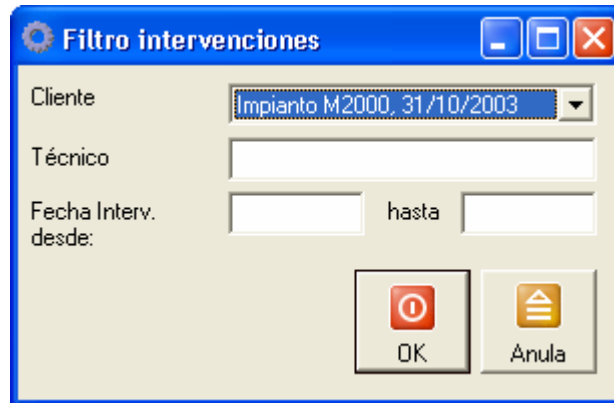 Filtro intervenciones
Cliente
Impianto M2000, 31/10/2003
Técnico
Fecha Interv.
desde:
hasta
OK
Anula